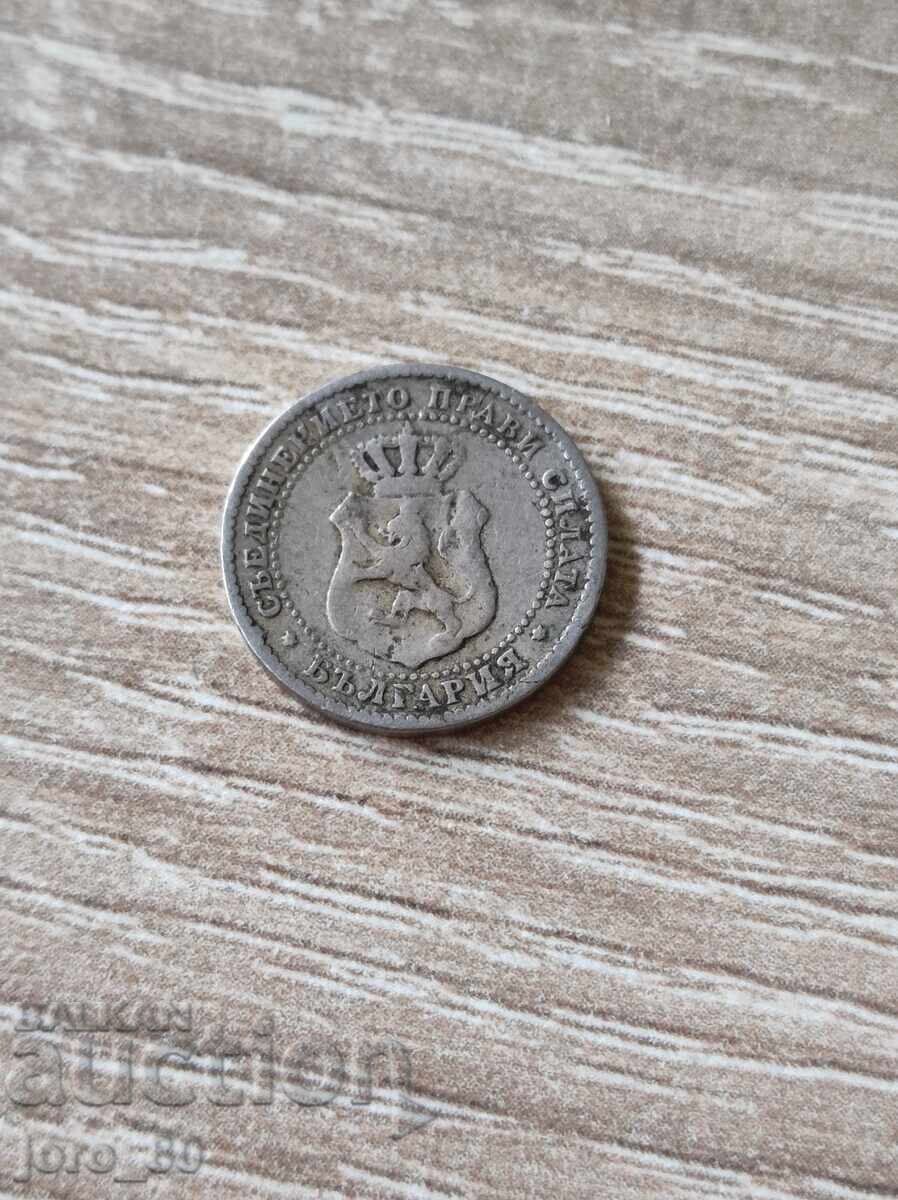 СЪЕДИНЕНИЕТО ПРАВИ СИЛАТА
* БЪЛГАРИЯ *
BALKAN
auction
joro_80